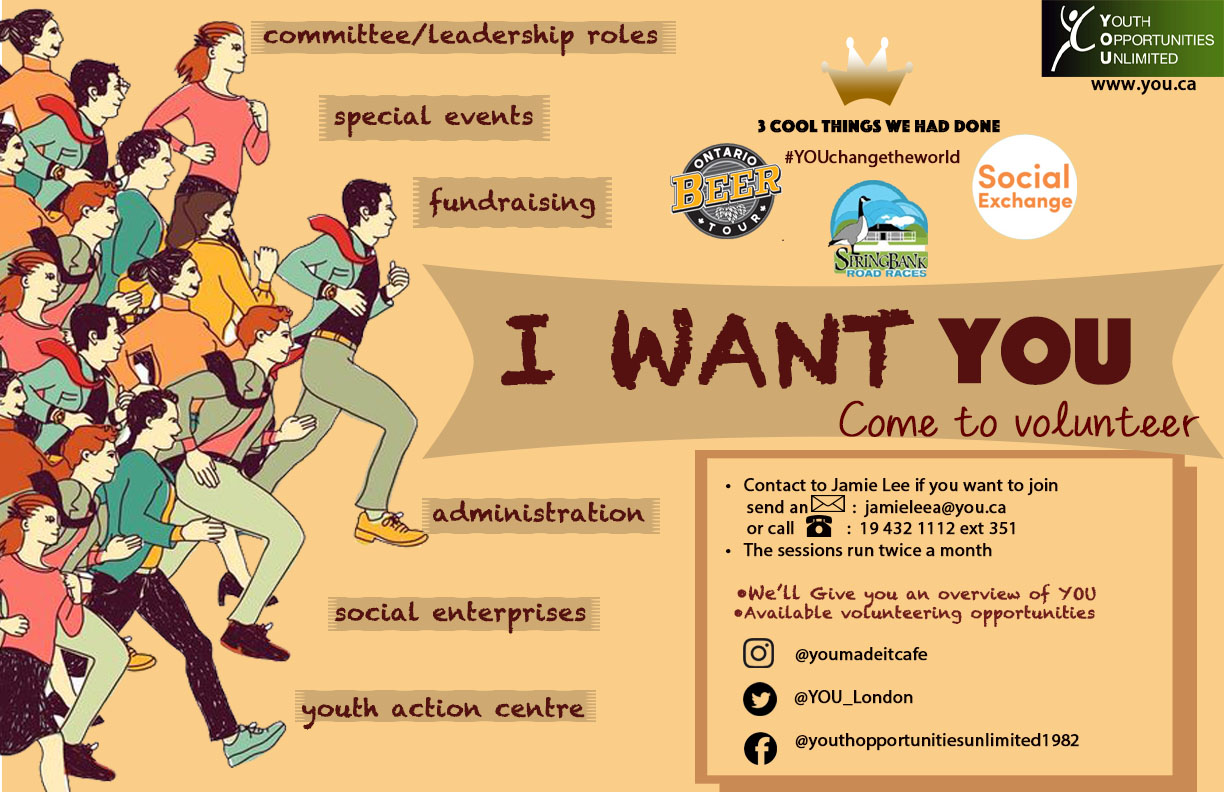 committee/leadership roles
special events
fundraising
administration
social enterprises
youth action centre
YOUTH
OPPORTUNITIES
UNLIMITED
www.you.ca
3 COOL THINGS WE HAD DONE
#YOUchangetheworld
ONTARIO
BEER
TOUR
SPRINGBANK
ROAD RACES
Social
Exchange
I WANT YOU
Come to volunteer
• Contact to Jamie Lee if you want to join
send an : jamieleea@you.ca
or call : 19 432 1112 ext 351
• The sessions run twice a month
•We'll Give you an overview of YOU
•Available volunteering opportunities
@youmadeitcafe
@YOU_London
@youthopportunitiesunlimited1982